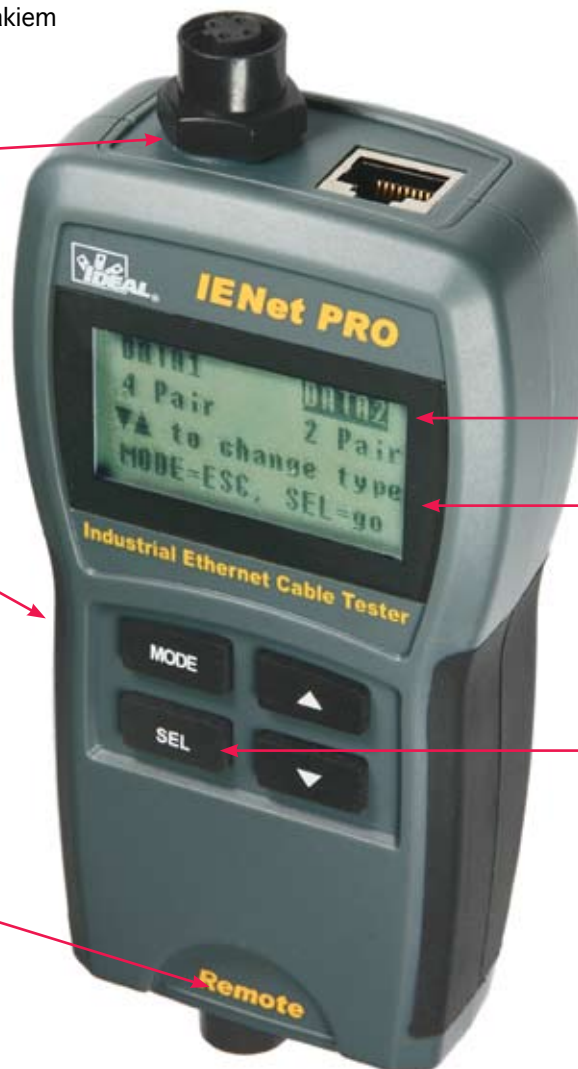 akiem
IDEAL®
IENet PRO
DATA1 DATA2
4 Pair 2 Pair
▼▲ to change type
MODE=ESC, SEL=go
Industrial Ethernet Cable Tester
MODE
▲
SEL
▼
Remote